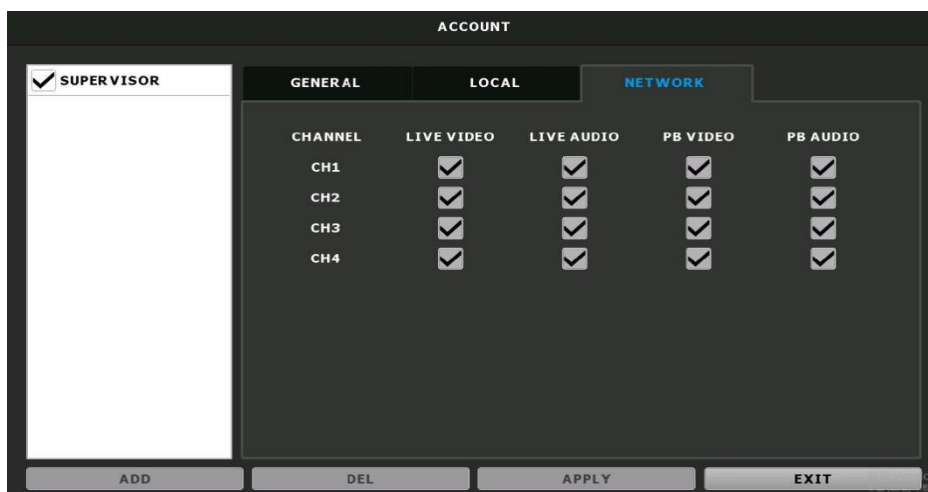 ACCOUNT
SUPERVISOR
GENERAL LOCAL NETWORK
CHANNEL LIVE VIDEO LIVE AUDIO PB VIDEO PB AUDIO
CH1
CH2
CH3
CH4
ADD DEL APPLY EXIT